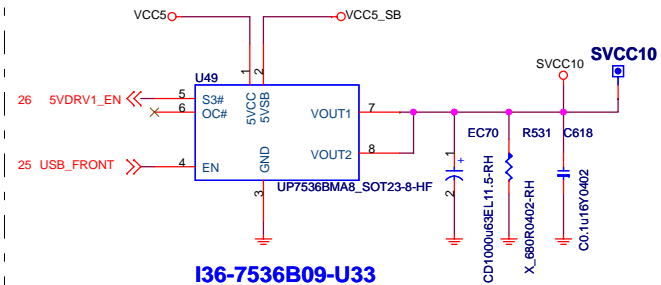 VCC5
VCC5_SB
SVCC10
SVCC10
U49
1
2
5VCC
5VSB
26 5VDRV1_EN
5
S3#
6
OC#
VOUT1
7
EC70
R531
C618
25 USB_FRONT
4
EN
GND
VOUT2
8
1
+
2
3
UP7536BMA8_SOT23-8-HF
CD1000u63EL11.5-RH
X_680R0402-RH
C0.1u16Y0402
I36-7536B09-U33